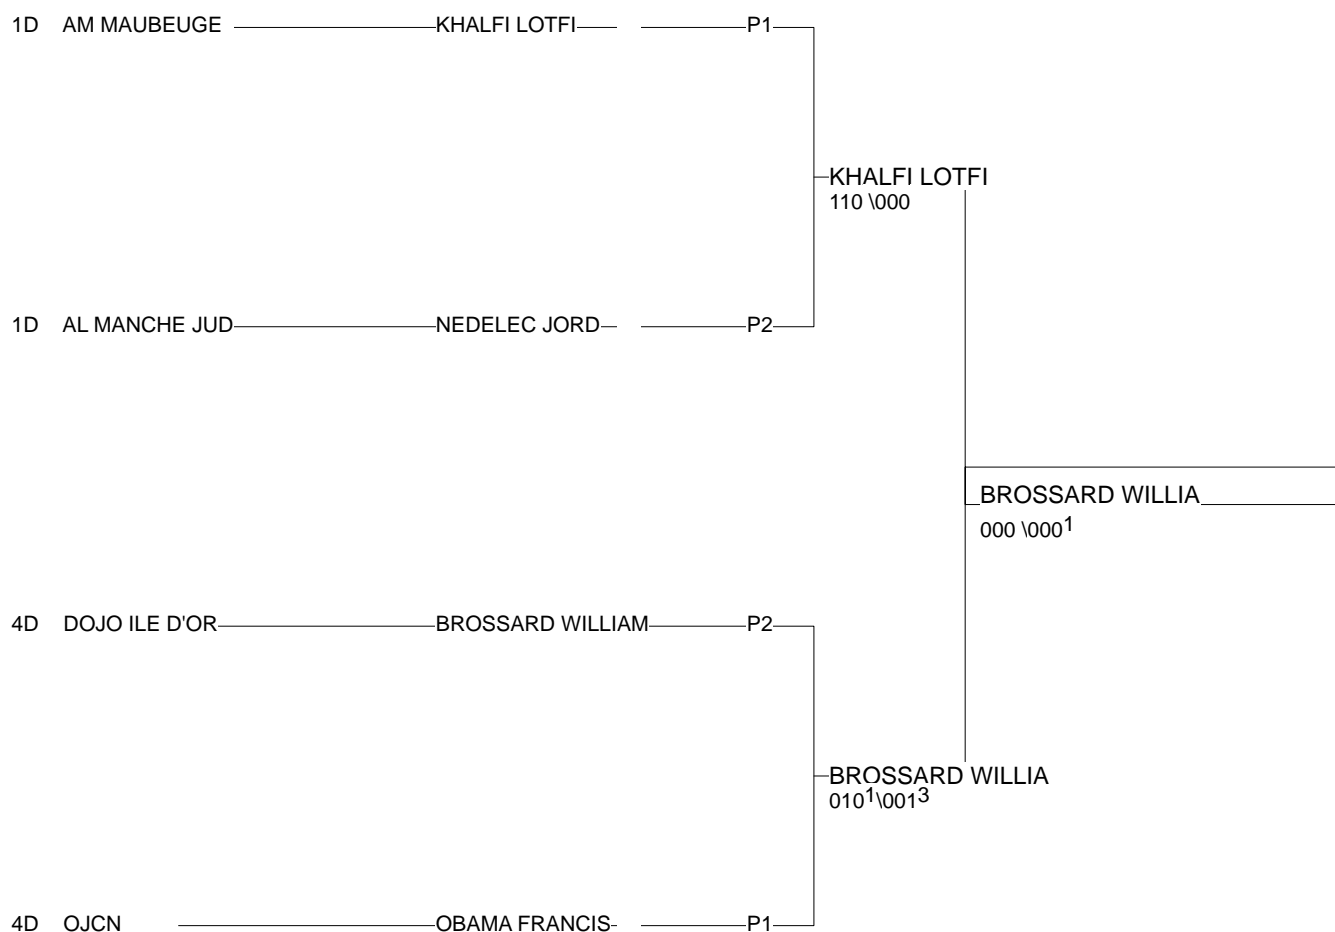 1D AM MAUBEUGE KHALFI LOTFI P1
KHALFI LOTFI
110 \000
1D AL MANCHE JUD NEDELEC JORD P2
BROSSARD WILLIA
000 \000¹
4D DOJO ILE D'OR BROSSARD WILLIAM P2
BROSSARD WILLIA
010¹\001³
4D OJCN OBAMA FRANCIS P1